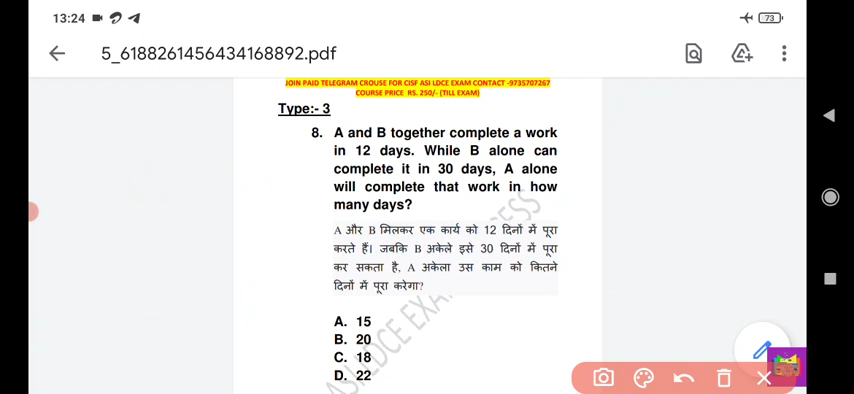 13:24
73
5_6188261456434168892.pdf
JOIN PAID TELEGRAM CROUSE FOR CISF ASI LDCE EXAM CONTACT -9735707267
COURSE PRICE RS. 250/- (TILL EXAM)
Type:- 3
8. A and B together complete a work
in 12 days. While B alone can
complete it in 30 days, A alone
will complete that work in how
many days?
A और B मिलकर एक कार्य को 12 दिनों में पूरा
करते हैं। जबकि B अकेले इसे 30 दिनों में पूरा
कर सकता है, A अकेला उस काम को कितने
दिनों में पूरा करेगा?
A. 15
B. 20
C. 18
D. 22